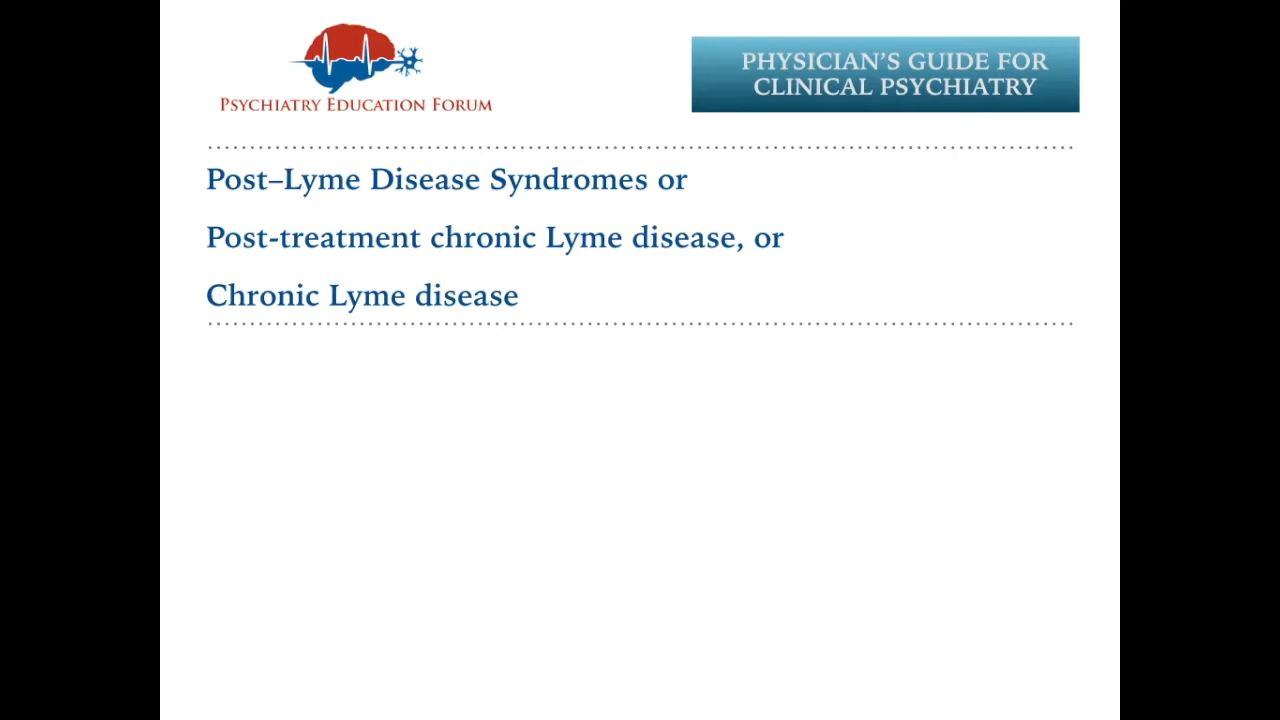 PSYCHIATRY EDUCATION FORUM
PHYSICIAN'S GUIDE FOR
CLINICAL PSYCHIATRY
Post–Lyme Disease Syndromes or
Post-treatment chronic Lyme disease, or
Chronic Lyme disease